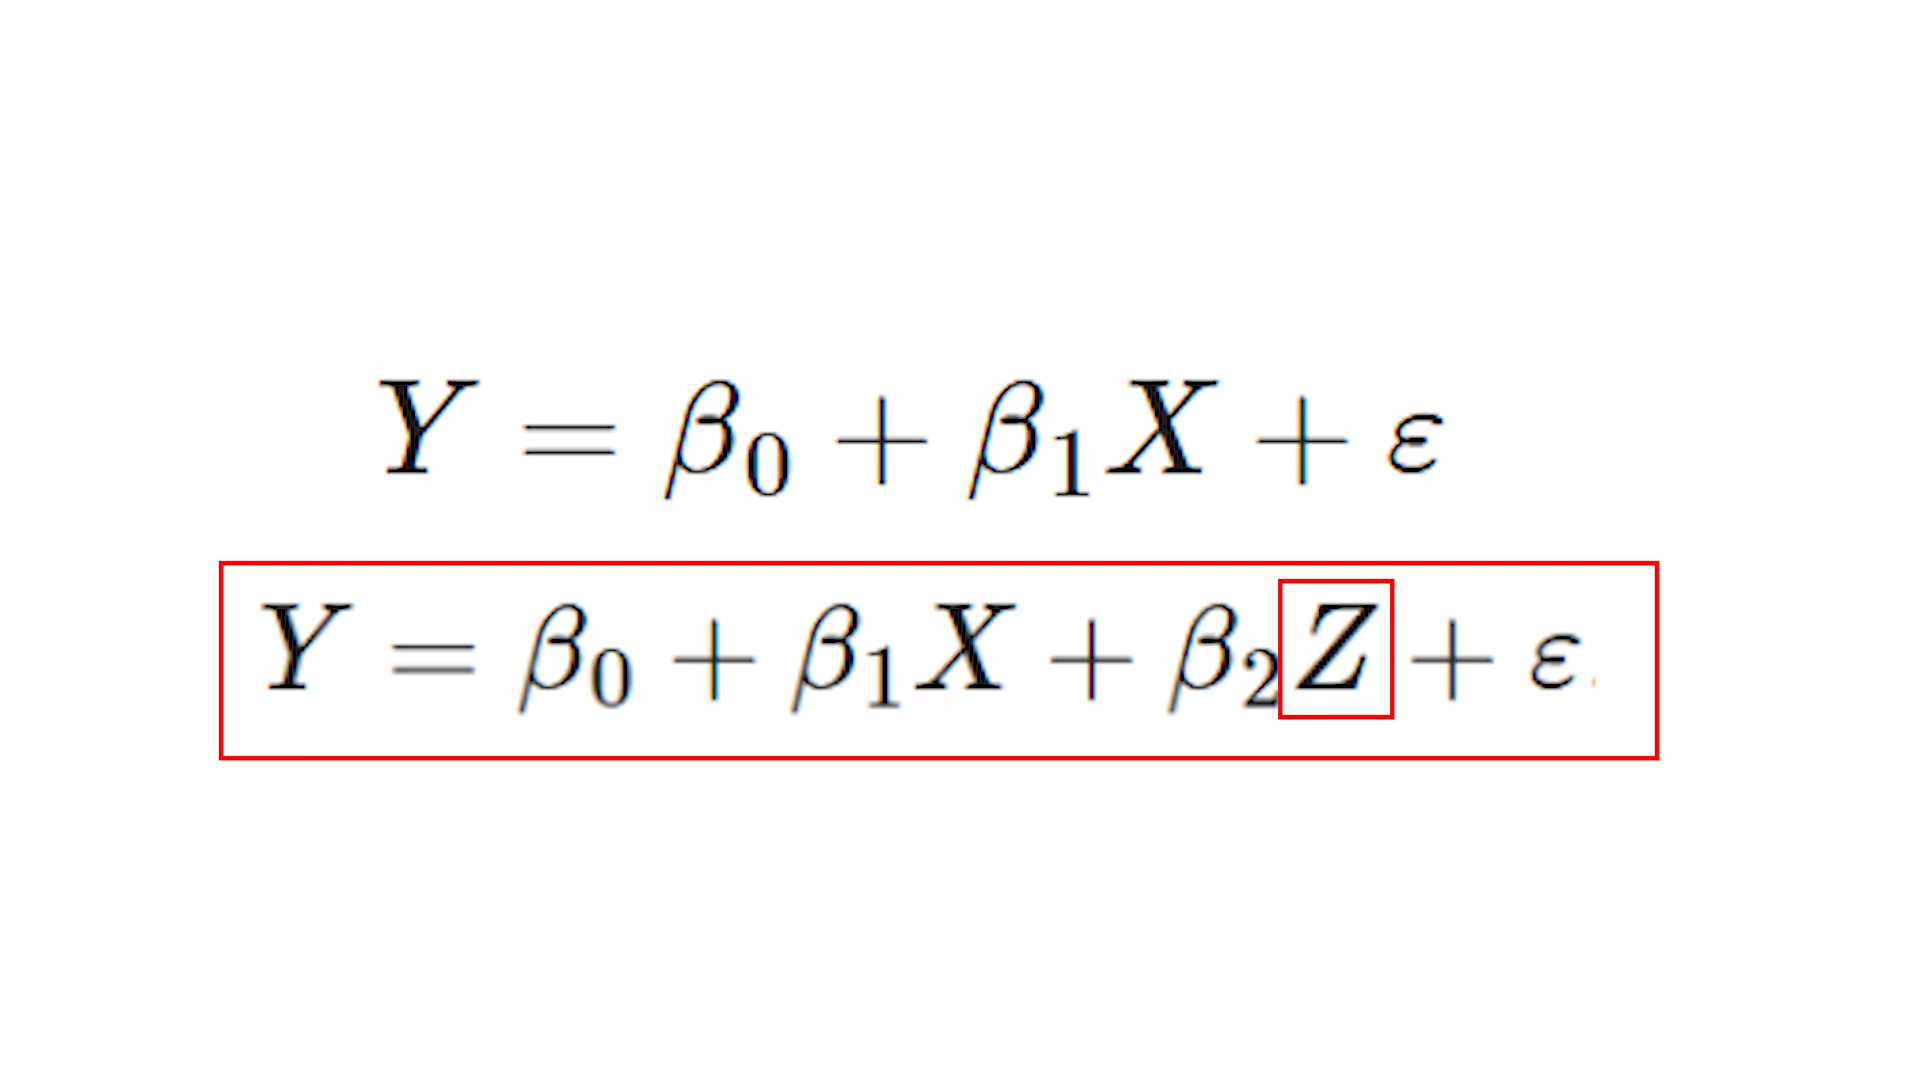 Y = β₀ + β₁X + ε
Y = β₀ + β₁X + β₂Z + ε.